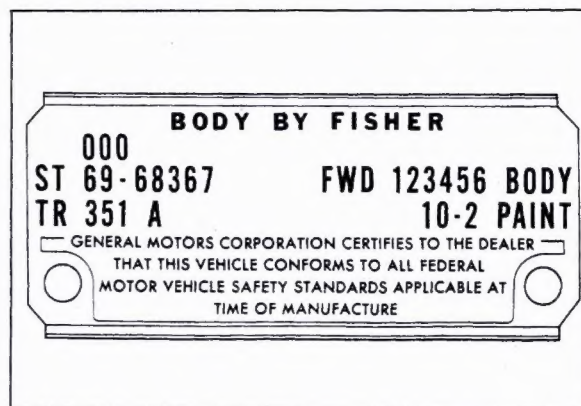 BODY BY FISHER
000
ST 69-68367 FWD 123456 BODY
TR 351 A 10-2 PAINT
GENERAL MOTORS CORPORATION CERTIFIES TO THE DEALER
THAT THIS VEHICLE CONFORMS TO ALL FEDERAL
MOTOR VEHICLE SAFETY STANDARDS APPLICABLE AT
TIME OF MANUFACTURE